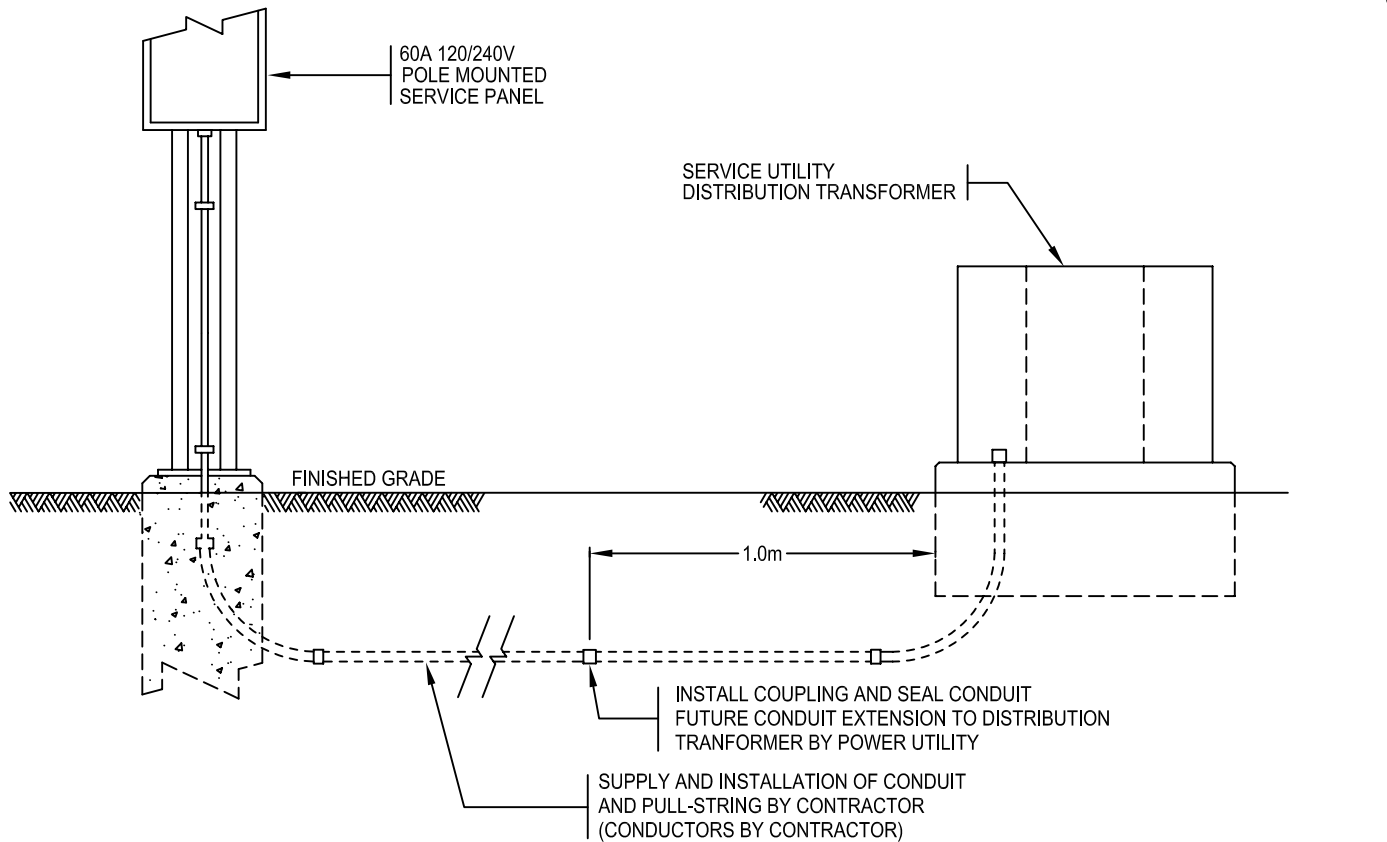 60A 120/240V
POLE MOUNTED
SERVICE PANEL
SERVICE UTILITY
DISTRIBUTION TRANSFORMER
FINISHED GRADE
1.0m
INSTALL COUPLING AND SEAL CONDUIT
FUTURE CONDUIT EXTENSION TO DISTRIBUTION
TRANFORMER BY POWER UTILITY
SUPPLY AND INSTALLATION OF CONDUIT
AND PULL-STRING BY CONTRACTOR
(CONDUCTORS BY CONTRACTOR)